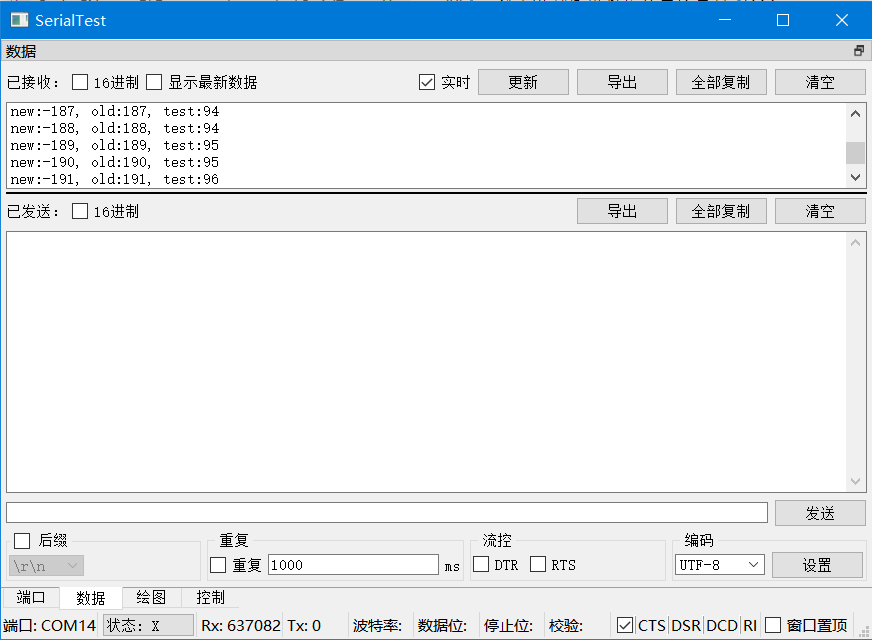 SerialTest
数据
已接收： 16进制 显示最新数据 实时 更新 导出 全部复制 清空
new:-187, old:187, test:94
new:-188, old:188, test:94
new:-189, old:189, test:95
new:-190, old:190, test:95
new:-191, old:191, test:96
已发送： 16进制 导出 全部复制 清空
发送
后缀 重复 流控 编码
\r\n 重复 1000 ms DTR RTS UTF-8 设置
端口 数据 绘图 控制
端口: COM14 状态: X Rx: 637082 Tx: 0 波特率: 数据位: 停止位: 校验: CTS DSR DCD RI 窗口置顶